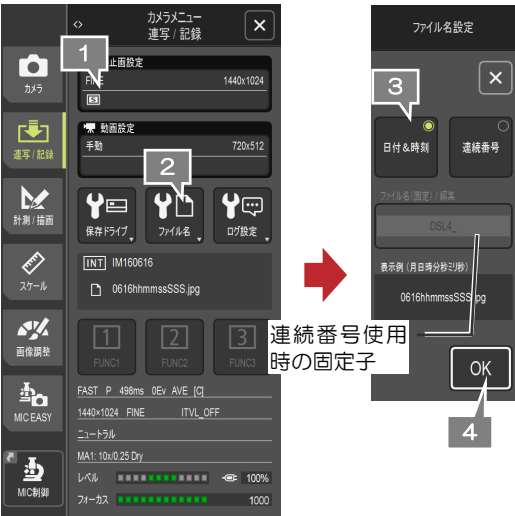 カメラメニュー
連写 / 記録
×
カメラ
連写 / 記録
計測 / 描画
スケール
画像調整
MIC EASY
MIC制御
1
止画設定
FINE 1440x1024
S
動画設定
手動 720x512
2
保存ドライブ
ファイル名
ログ設定
INT IM160616
0616hhmmssSSS.jpg
1 2 3
FUNC1 FUNC2 FUNC3
FAST P 498ms 0Ev AVE [C]
1440×1024 FINE ITVL_OFF
ニュートラル
MA1: 10x/0.25 Dry
レベル 100%
フォーカス 1000
連続番号使用
時の固定子
ファイル名設定
×
3
日付&時刻
連続番号
ファイル名(固定) / 編集
DSL4_
表示例 (月日時分秒ミリ秒)
0616hhmmssSSS.jpg
OK
4